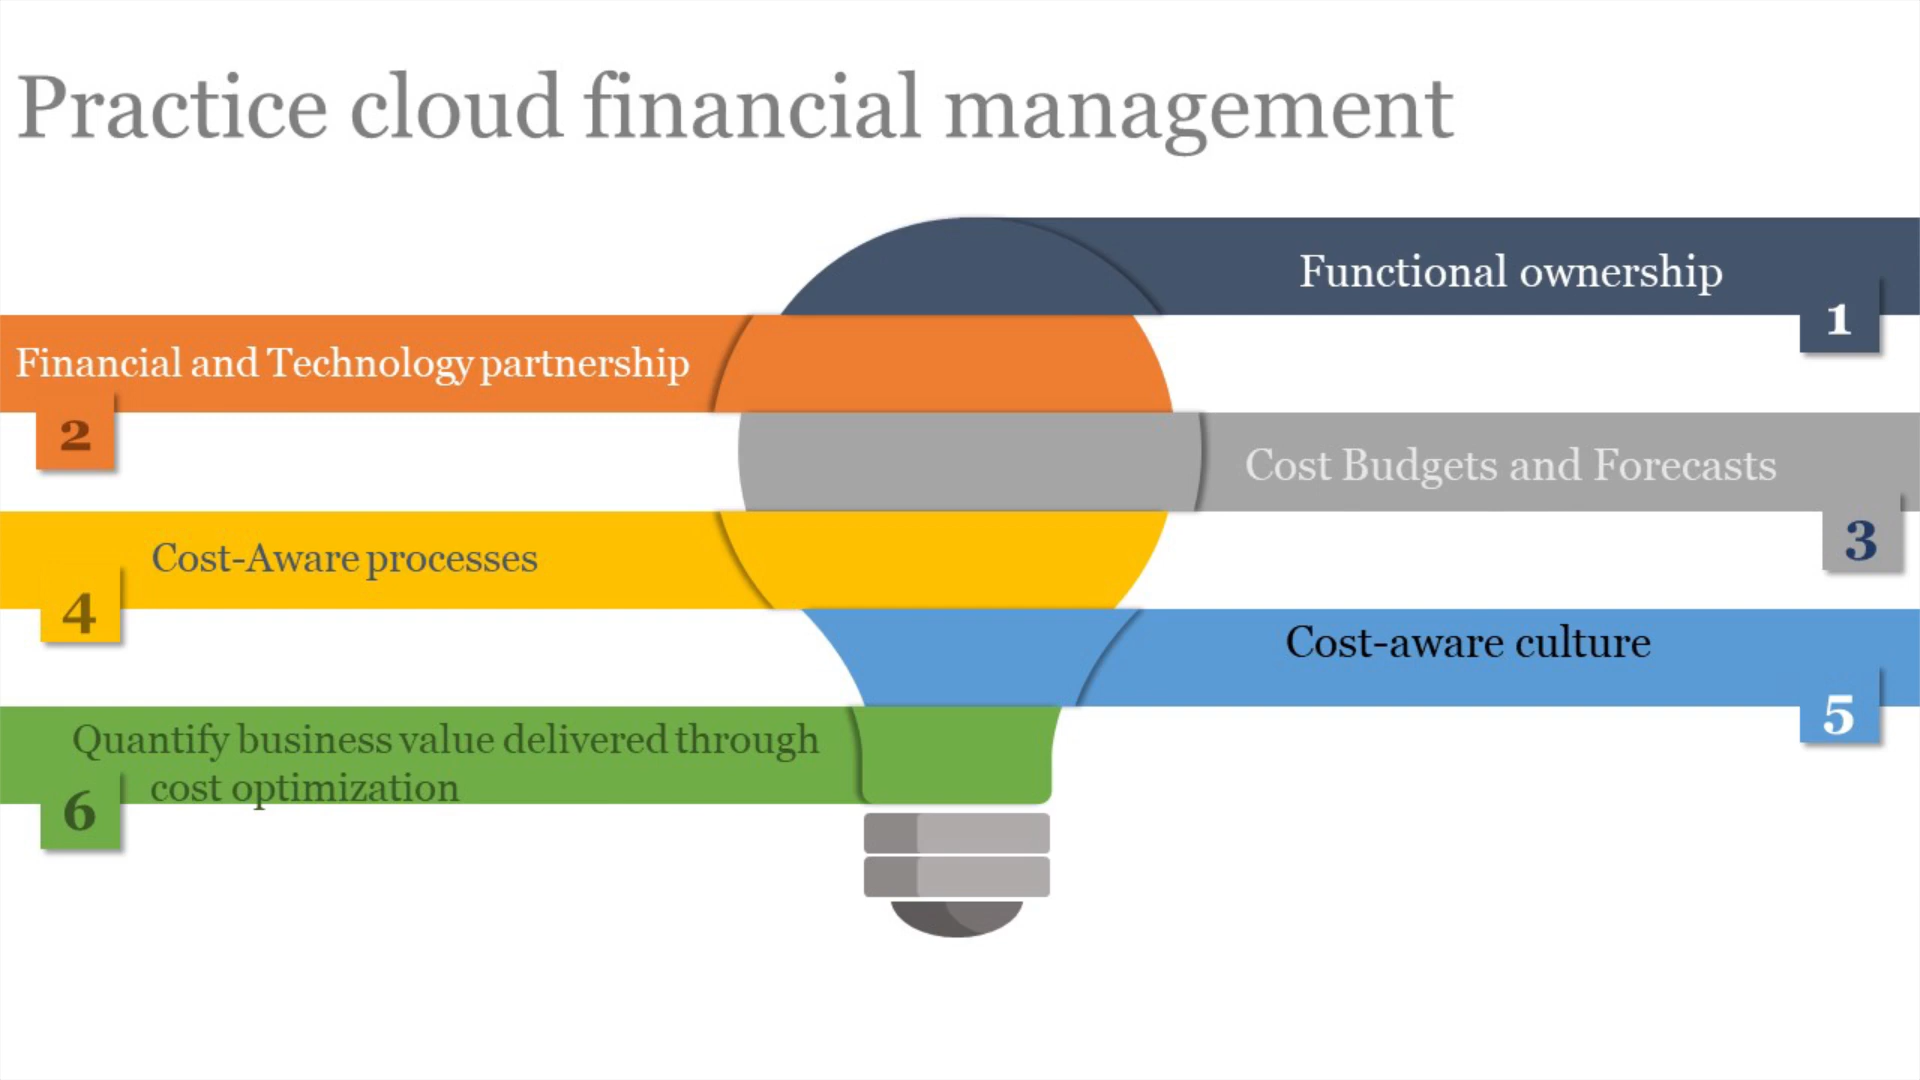 Practice cloud financial management
Functional ownership
1
Financial and Technology partnership
2
Cost Budgets and Forecasts
3
Cost-Aware processes
4
Cost-aware culture
5
Quantify business value delivered through
cost optimization
6